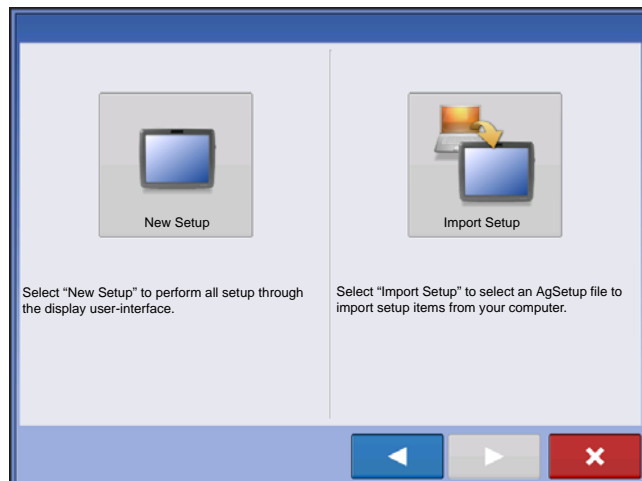 New Setup
Select “New Setup” to perform all setup through
the display user-interface.
Import Setup
Select “Import Setup” to select an AgSetup file to
import setup items from your computer.